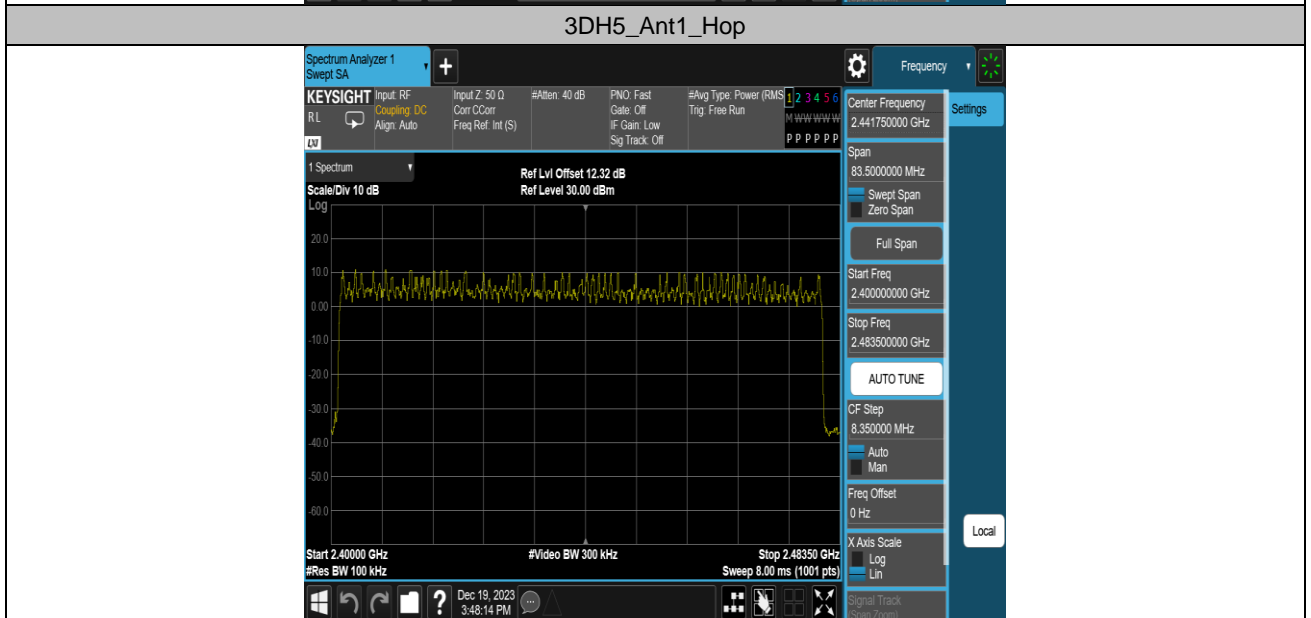 3DH5_Ant1_Hop
Spectrum Analyzer 1
Swept SA
Frequency
KEYSIGHT
RL
LXI
Input: RF
Coupling: DC
Align: Auto
Input Z: 50 Ω
Corr CCorr
Freq Ref: Int (S)
#Atten: 40 dB
PNO: Fast
Gate: Off
IF Gain: Low
Sig Track: Off
#Avg Type: Power (RMS
Trig: Free Run
1 2 3 4 5 6
M W W W W W
P P P P P P
Center Frequency
2.441750000 GHz
Settings
Span
83.5000000 MHz
Swept Span
Zero Span
Full Span
Start Freq
2.400000000 GHz
Stop Freq
2.483500000 GHz
AUTO TUNE
CF Step
8.350000 MHz
Auto
Man
Freq Offset
0 Hz
X Axis Scale
Log
Lin
Signal Track
(Span Zoom)
Local
1 Spectrum
Scale/Div 10 dB
Ref Lvl Offset 12.32 dB
Ref Level 30.00 dBm
Log
20.0
10.0
0.00
-10.0
-20.0
-30.0
-40.0
-50.0
-60.0
Start 2.40000 GHz
#Video BW 300 kHz
Stop 2.48350 GHz
#Res BW 100 kHz
Sweep 8.00 ms (1001 pts)
?
Dec 19, 2023
3:48:14 PM